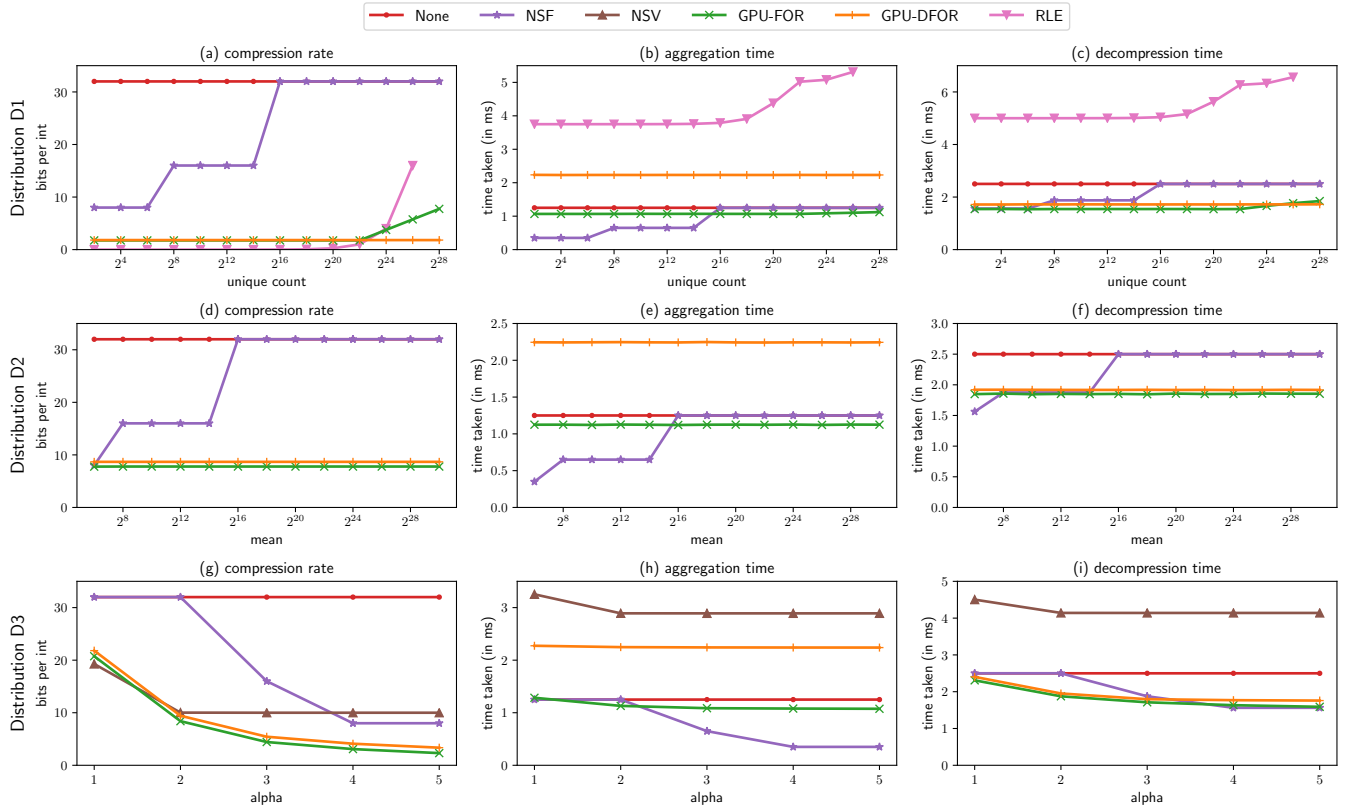 None NSF NSV GPU-FOR GPU-DFOR RLE
(a) compression rate
Distribution D1
bits per int
0 10 20 30
2^4 2^8 2^12 2^16 2^20 2^24 2^28
unique count
(b) aggregation time
time taken (in ms)
0 1 2 3 4 5
2^4 2^8 2^12 2^16 2^20 2^24 2^28
unique count
(c) decompression time
time taken (in ms)
0 2 4 6
2^4 2^8 2^12 2^16 2^20 2^24 2^28
unique count
(d) compression rate
Distribution D2
bits per int
0 10 20 30
2^8 2^12 2^16 2^20 2^24 2^28
mean
(e) aggregation time
time taken (in ms)
0.0 0.5 1.0 1.5 2.0 2.5
2^8 2^12 2^16 2^20 2^24 2^28
mean
(f) decompression time
time taken (in ms)
0.0 0.5 1.0 1.5 2.0 2.5 3.0
2^8 2^12 2^16 2^20 2^24 2^28
mean
(g) compression rate
Distribution D3
bits per int
0 10 20 30
1 2 3 4 5
alpha
(h) aggregation time
time taken (in ms)
0 1 2 3
1 2 3 4 5
alpha
(i) decompression time
time taken (in ms)
0 1 2 3 4 5
1 2 3 4 5
alpha